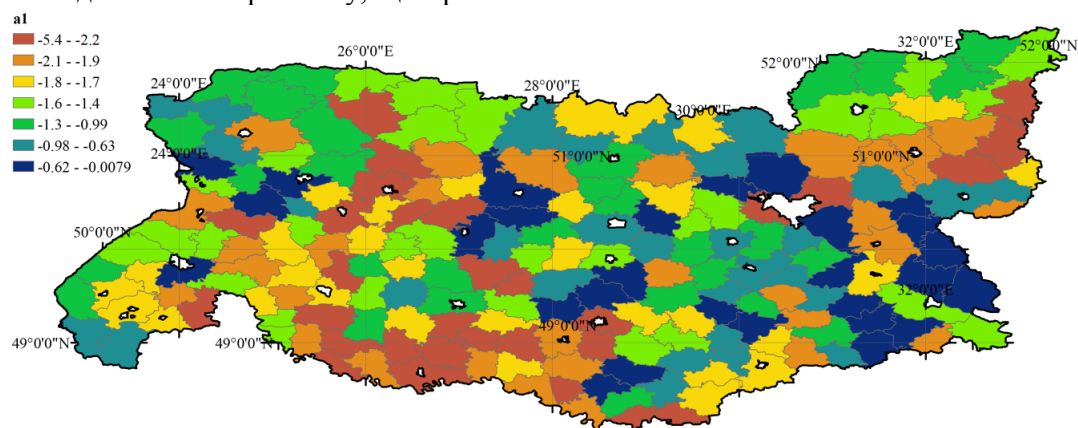 a1
-5.4 - -2.2
-2.1 - -1.9
-1.8 - -1.7
-1.6 - -1.4
-1.3 - -0.99
-0.98 - -0.63
-0.62 - -0.0079
26°0'0"E
32°0'0"E
52°0'0"N
52°0'0"N
24°0'0"E
28°0'0"E
30°0'0"E
24°0'0"E
51°0'0"N
51°0'0"N
50°0'0"N
32°0'0"E
49°0'0"N
49°0'0"N
49°0'0"N